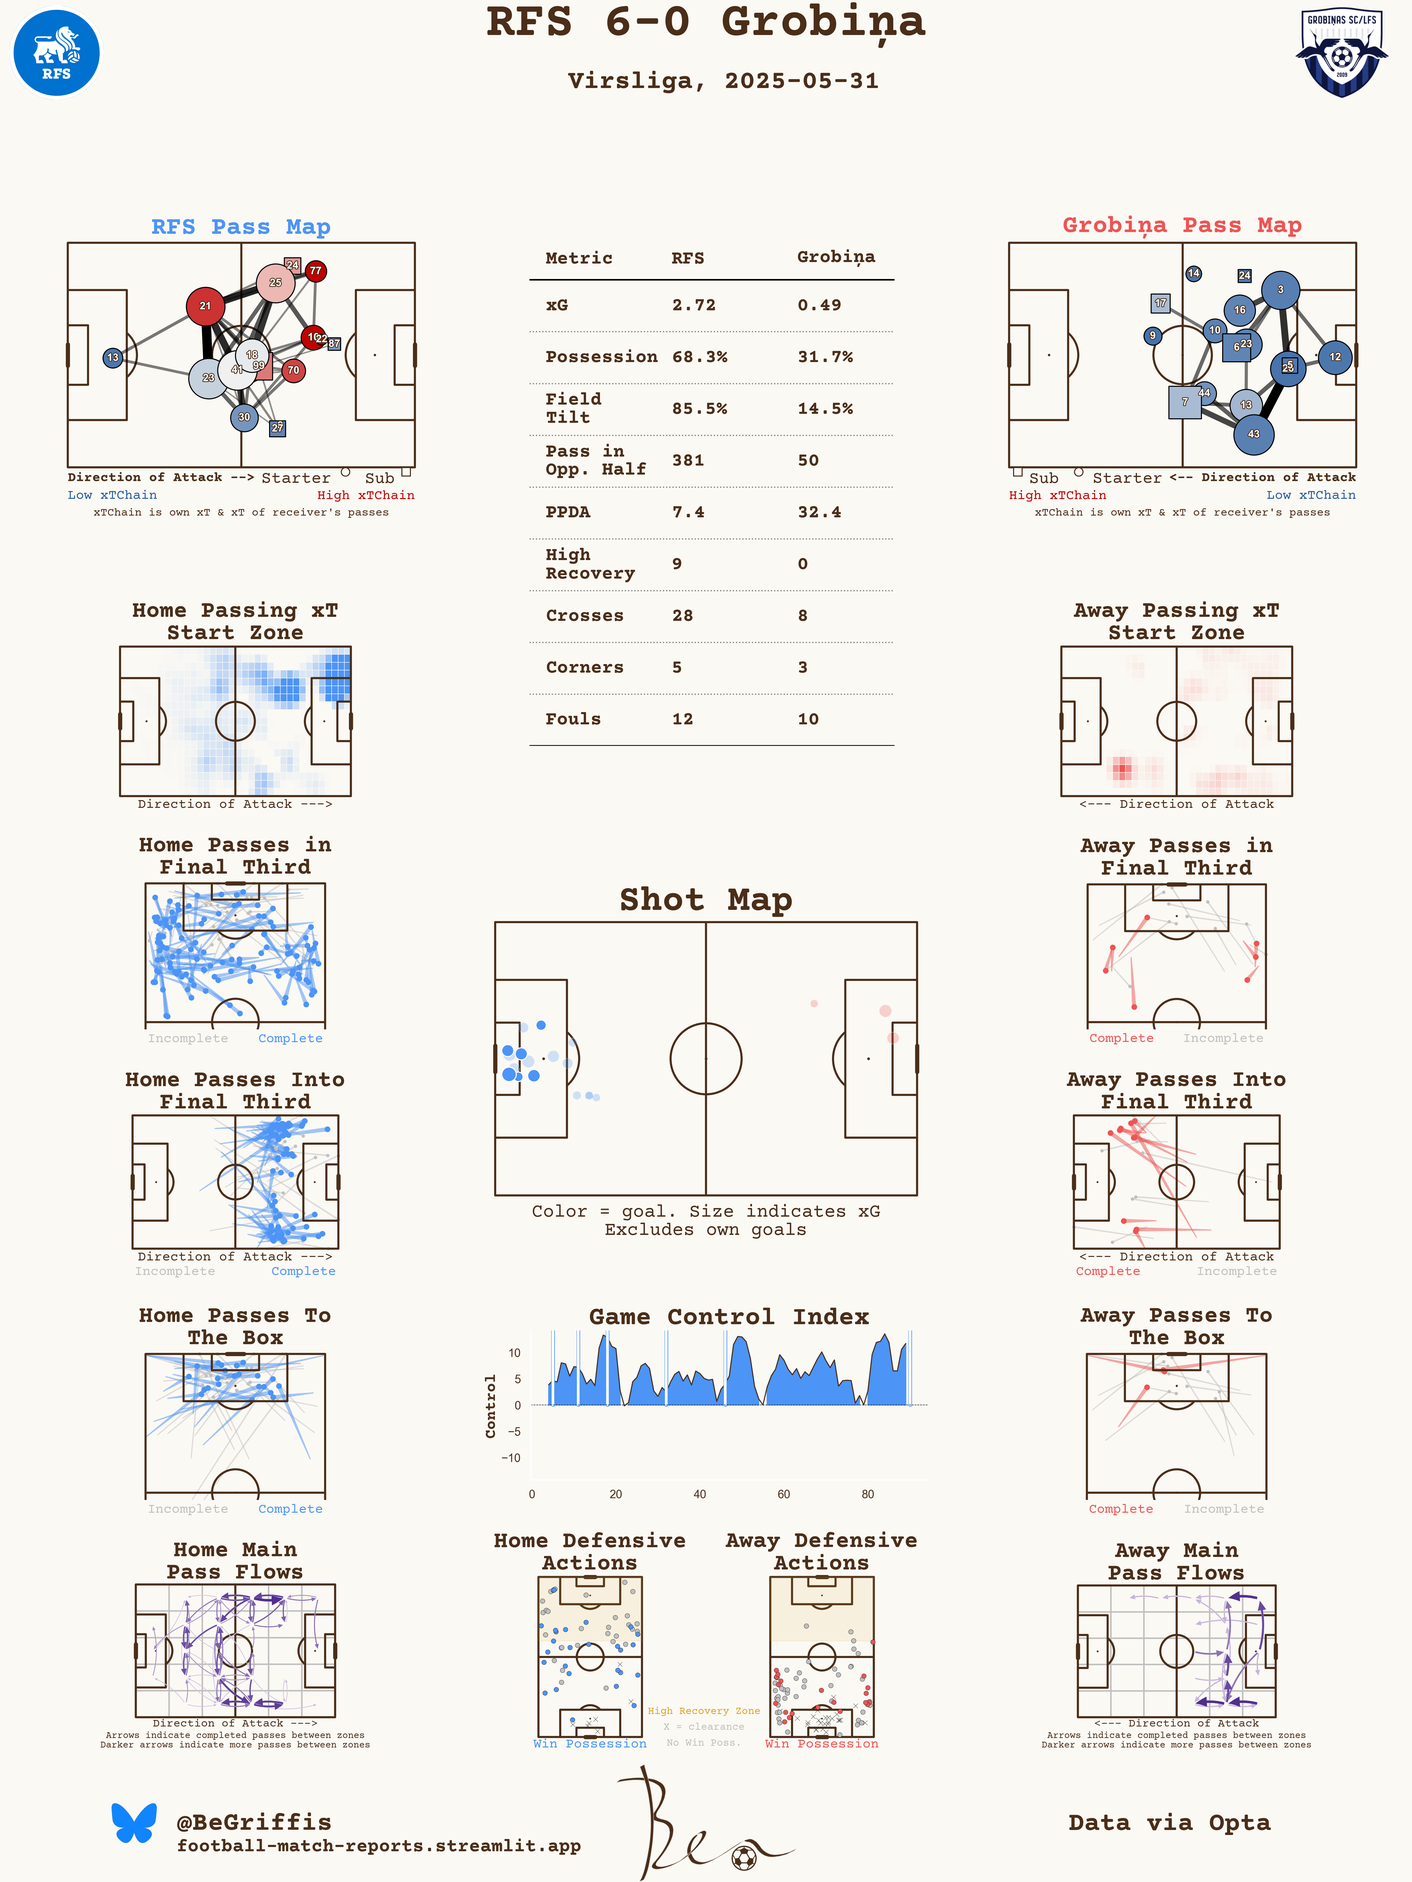 RFS 6-0 Grobiņa
Virsliga, 2025-05-31
RFS
GROBIŅAS SC/LFS
2009
RFS Pass Map
24
77
25
21
16
22
87
13
18
99
41
70
23
30
27
Direction of Attack --> Starter Sub
Low xTChain High xTChain
xTChain is own xT & xT of receiver's passes
Metric RFS Grobiņa
xG 2.72 0.49
Possession 68.3% 31.7%
Field
Tilt 85.5% 14.5%
Pass in
Opp. Half 381 50
PPDA 7.4 32.4
High
Recovery 9 0
Crosses 28 8
Corners 5 3
Fouls 12 10
Grobiņa Pass Map
14
24
3
17
16
10
9
6
23
12
5
44
7
13
43
Sub Starter <-- Direction of Attack
High xTChain Low xTChain
xTChain is own xT & xT of receiver's passes
Home Passing xT
Start Zone
Direction of Attack --->
Away Passing xT
Start Zone
<--- Direction of Attack
Home Passes in
Final Third
Incomplete Complete
Away Passes in
Final Third
Complete Incomplete
Shot Map
Color = goal. Size indicates xG
Excludes own goals
Home Passes Into
Final Third
Direction of Attack --->
Incomplete Complete
Away Passes Into
Final Third
<--- Direction of Attack
Complete Incomplete
Home Passes To
The Box
Incomplete Complete
Game Control Index
Control
10
5
0
−5
−10
0 20 40 60 80
Away Passes To
The Box
Complete Incomplete
Home Main
Pass Flows
Direction of Attack --->
Arrows indicate completed passes between zones
Darker arrows indicate more passes between zones
Home Defensive
Actions
Win Possession
High Recovery Zone
X = clearance
No Win Poss.
Away Defensive
Actions
Win Possession
Away Main
Pass Flows
<--- Direction of Attack
Arrows indicate completed passes between zones
Darker arrows indicate more passes between zones
@BeGriffis
football-match-reports.streamlit.app
Ben
Data via Opta